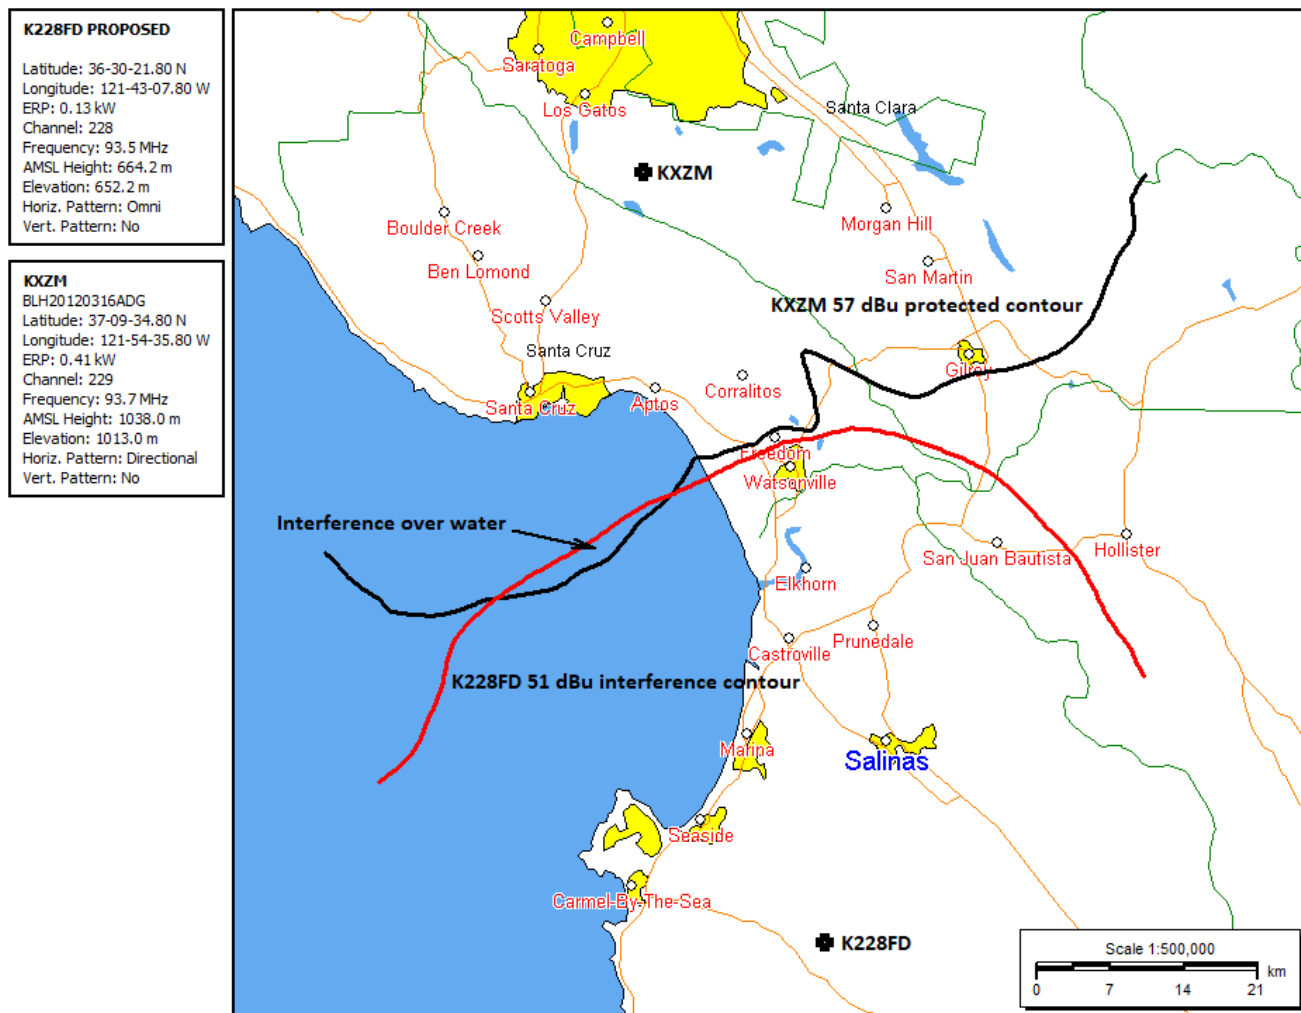 K228FD PROPOSED
Latitude: 36-30-21.80 N
Longitude: 121-43-07.80 W
ERP: 0.13 kW
Channel: 228
Frequency: 93.5 MHz
AMSL Height: 664.2 m
Elevation: 652.2 m
Horiz. Pattern: Omni
Vert. Pattern: No
KXZM
BLH20120316ADG
Latitude: 37-09-34.80 N
Longitude: 121-54-35.80 W
ERP: 0.41 kW
Channel: 229
Frequency: 93.7 MHz
AMSL Height: 1038.0 m
Elevation: 1013.0 m
Horiz. Pattern: Directional
Vert. Pattern: No
Campbell
Saratoga
Los Gatos
Santa Clara
KXZM
Morgan Hill
Boulder Creek
Ben Lomond
San Martin
KXZM 57 dBu protected contour
Scotts Valley
Santa Cruz
Gilroy
Corralitos
Santa Cruz
Aptos
Freedom
Watsonville
Interference over water
San Juan Bautista
Hollister
Elkhorn
Prunedale
Castroville
K228FD 51 dBu interference contour
Marina
Salinas
Seaside
Carmel-By-The-Sea
K228FD
Scale 1:500,000
km
0 7 14 21